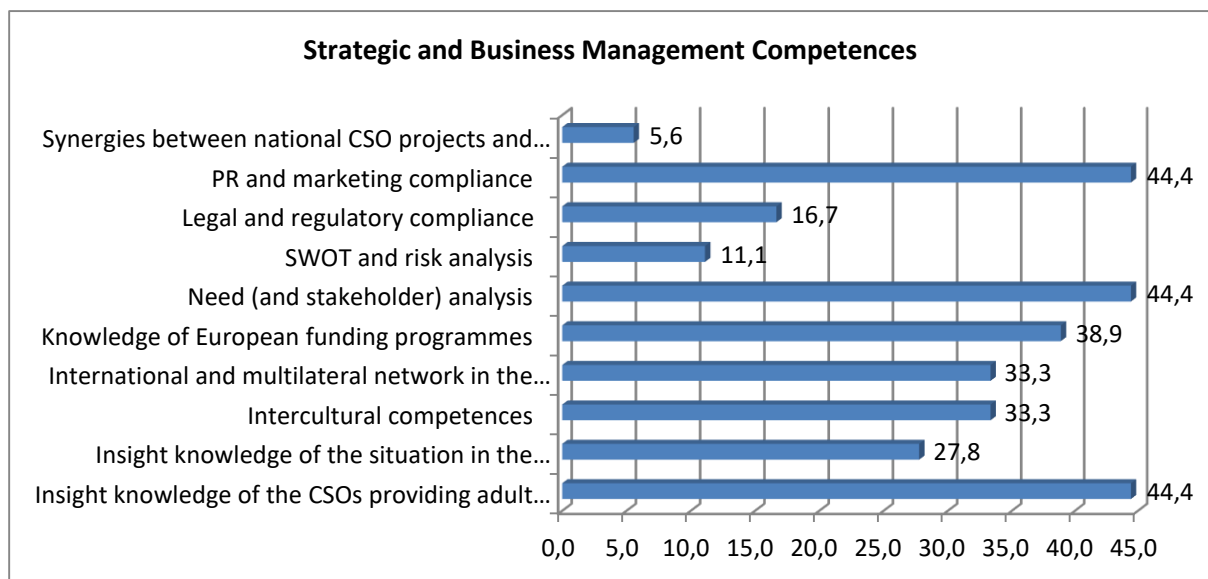 Strategic and Business Management Competences
Synergies between national CSO projects and... 5,6
PR and marketing compliance 44,4
Legal and regulatory compliance 16,7
SWOT and risk analysis 11,1
Need (and stakeholder) analysis 44,4
Knowledge of European funding programmes 38,9
International and multilateral network in the... 33,3
Intercultural competences 33,3
Insight knowledge of the situation in the... 27,8
Insight knowledge of the CSOs providing adult... 44,4
0,0 5,0 10,0 15,0 20,0 25,0 30,0 35,0 40,0 45,0